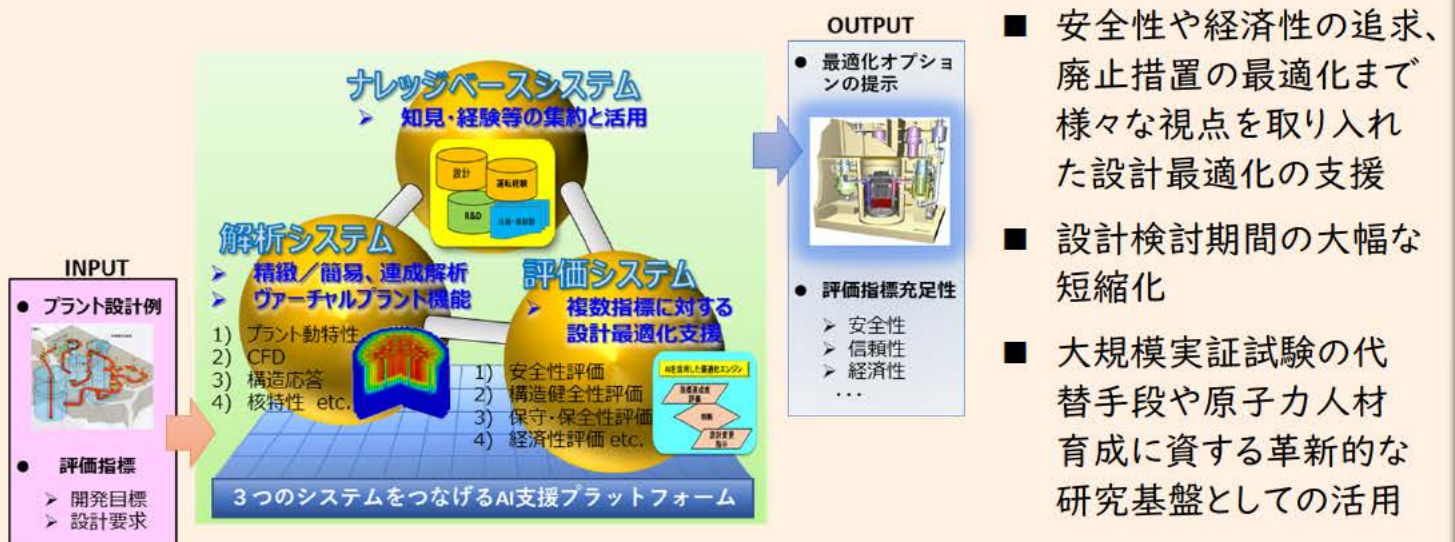 INPUT
● プラント設計例
● 評価指標
➤ 開発目標
➤ 設計要求
ナレッジベースシステム
➤ 知見・経験等の集約と活用
設計
運転経験
R&D
解析システム
➤ 精緻／簡易、連成解析
➤ ヴァーチャルプラント機能
1) プラント動特性
2) CFD
3) 構造応答
4) 核特性 etc.
評価システム
➤ 複数指標に対する
設計最適化支援
1) 安全性評価
2) 構造健全性評価
3) 保守・保全性評価
4) 経済性評価 etc.
AIを活用した最適化エンジン
指標達成度
評価
判断
設計変更
指示
３つのシステムをつなげるAI支援プラットフォーム
OUTPUT
● 最適化オプショ
ンの提示
● 評価指標充足性
➤ 安全性
➤ 信頼性
➤ 経済性
・・・
■ 安全性や経済性の追求、
廃止措置の最適化まで
様々な視点を取り入れ
た設計最適化の支援
■ 設計検討期間の大幅な
短縮化
■ 大規模実証試験の代
替手段や原子力人材
育成に資する革新的な
研究基盤としての活用